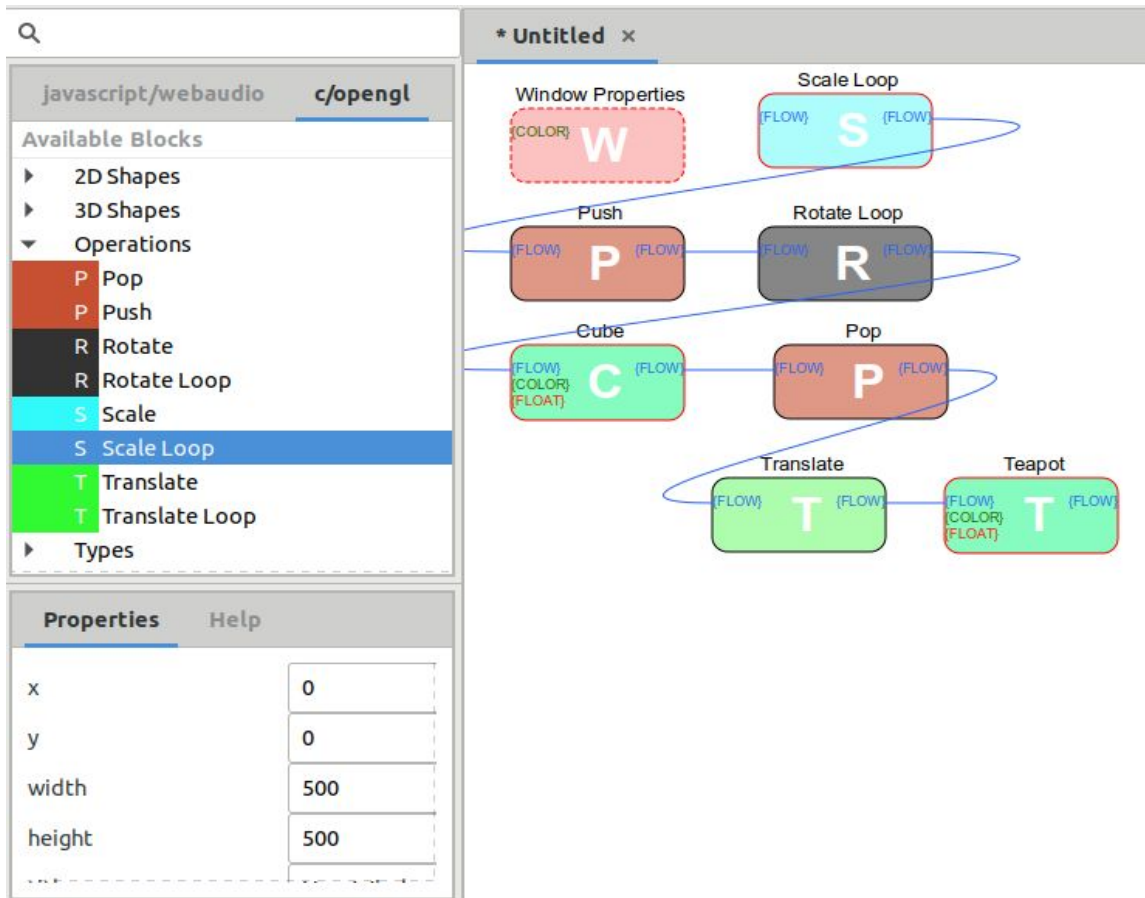 * Untitled ×
javascript/webaudio c/opengl
Available Blocks
2D Shapes
3D Shapes
Operations
P Pop
P Push
R Rotate
R Rotate Loop
S Scale
S Scale Loop
T Translate
T Translate Loop
Types
Properties Help
x 0
y 0
width 500
height 500
Window Properties
{COLOR}
W
Scale Loop
{FLOW} S {FLOW}
Push
{FLOW} P {FLOW}
Rotate Loop
{FLOW} R {FLOW}
Cube
{FLOW} C {FLOW}
{COLOR}
{FLOAT}
Pop
{FLOW} P {FLOW}
Translate
{FLOW} T {FLOW}
Teapot
{FLOW} T {FLOW}
{COLOR}
{FLOAT}